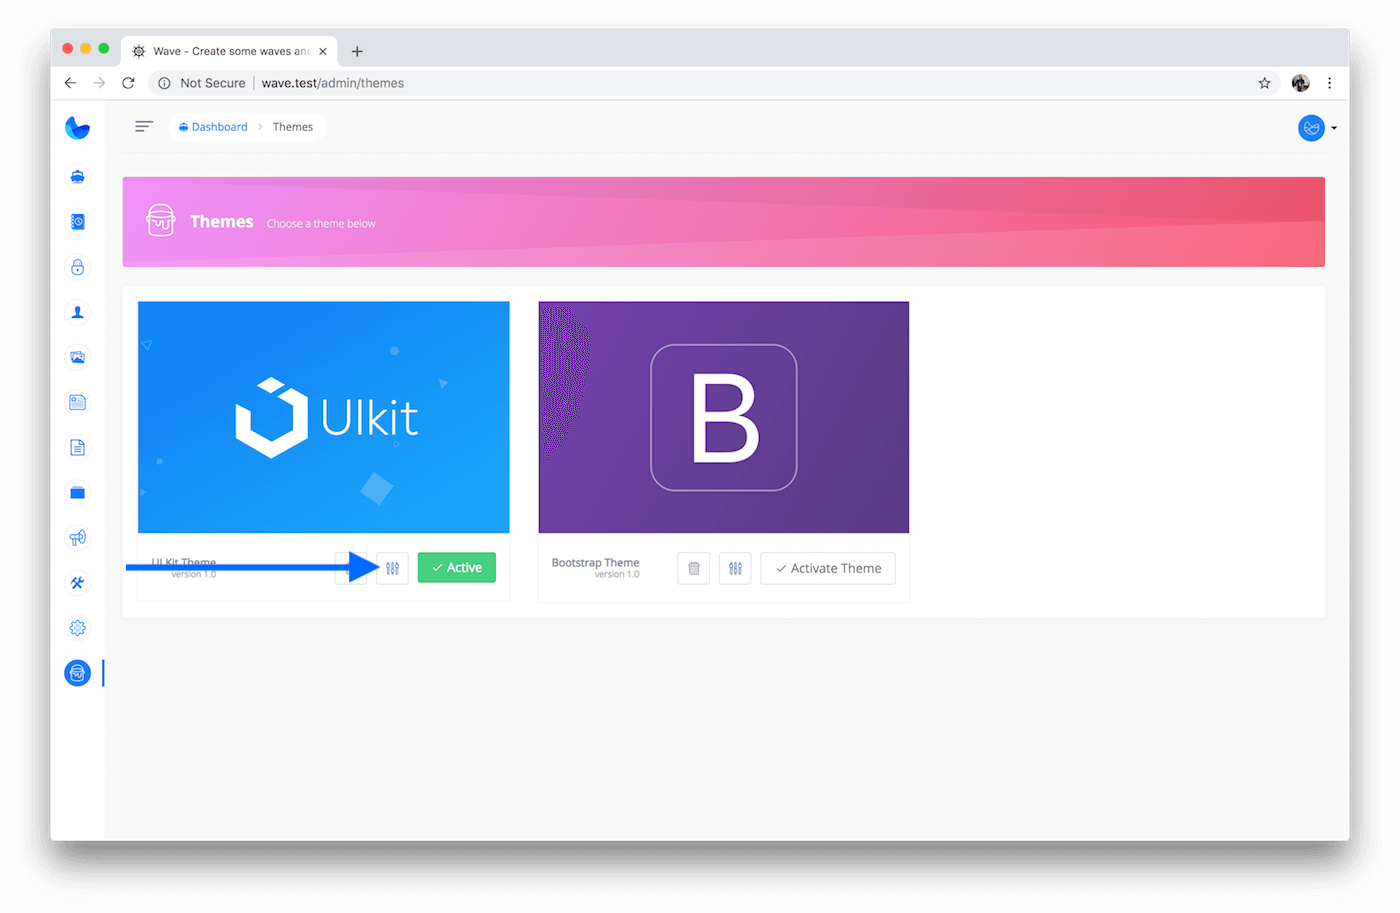 Wave - Create some waves and
Not Secure
wave.test/admin/themes
Dashboard
Themes
Themes
Choose a theme below
UIkit
B
UI Kit Theme
version 1.0
Active
Bootstrap Theme
version 1.0
Activate Theme